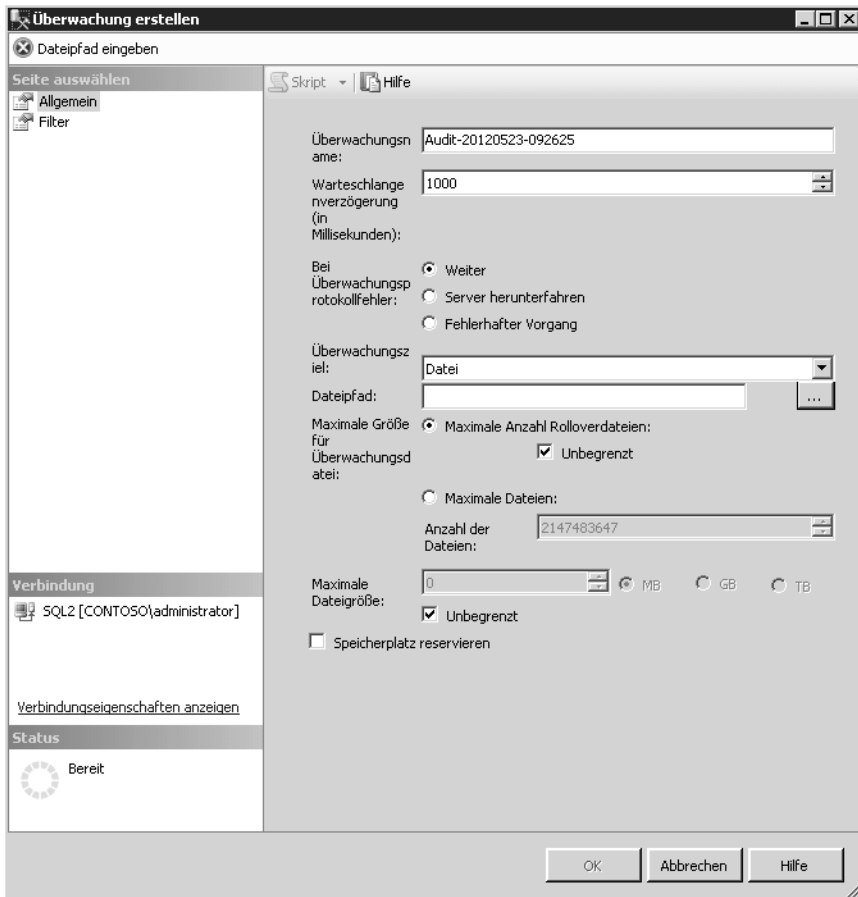 Überwachung erstellen
Dateipfad eingeben
Seite auswählen
Allgemein
Filter
Skript
Hilfe
Überwachungsn
ame:
Audit-20120523-092625
Warteschlange
nverzögerung
(in
Millisekunden):
1000
Bei
Überwachungsp
rotokollfehler:
Weiter
Server herunterfahren
Fehlerhafter Vorgang
Überwachungsz
iel:
Datei
Dateipfad:
...
Maximale Größe
für
Überwachungsd
atei:
Maximale Anzahl Rolloverdateien:
Unbegrenzt
Maximale Dateien:
Anzahl der
Dateien:
2147483647
Maximale
Dateigröße:
0
MB
GB
TB
Unbegrenzt
Speicherplatz reservieren
Verbindung
SQL2 [CONTOSO\administrator]
Verbindungseigenschaften anzeigen
Status
Bereit
OK
Abbrechen
Hilfe